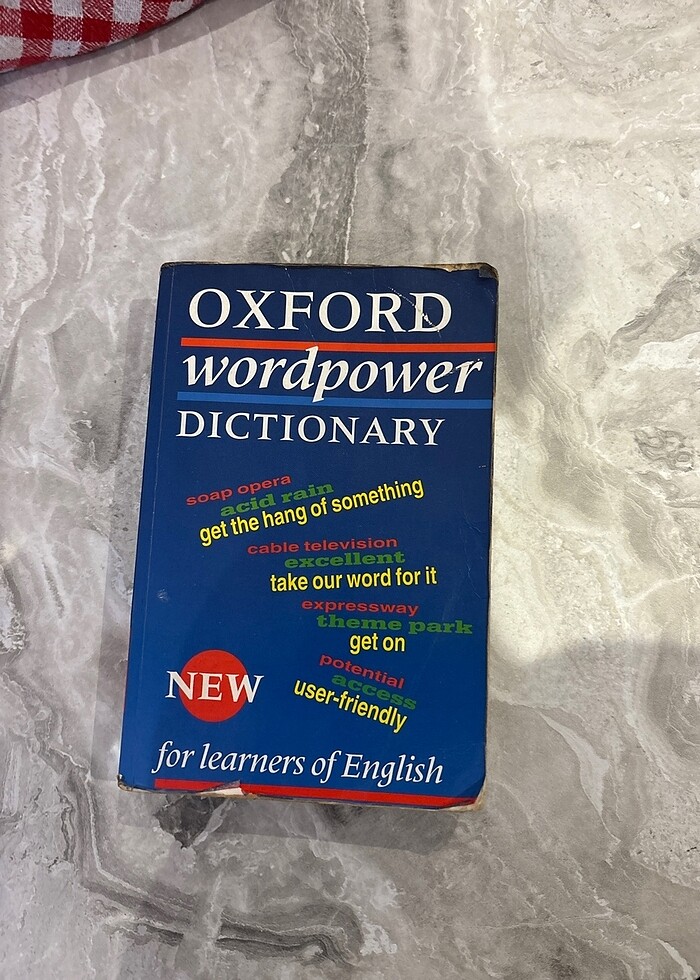 OXFORD
wordpower
DICTIONARY
soap opera
acid rain
get the hang of something
cable television
excellent
take our word for it
expressway
theme park
get on
potential
access
user-friendly
NEW
for learners of English